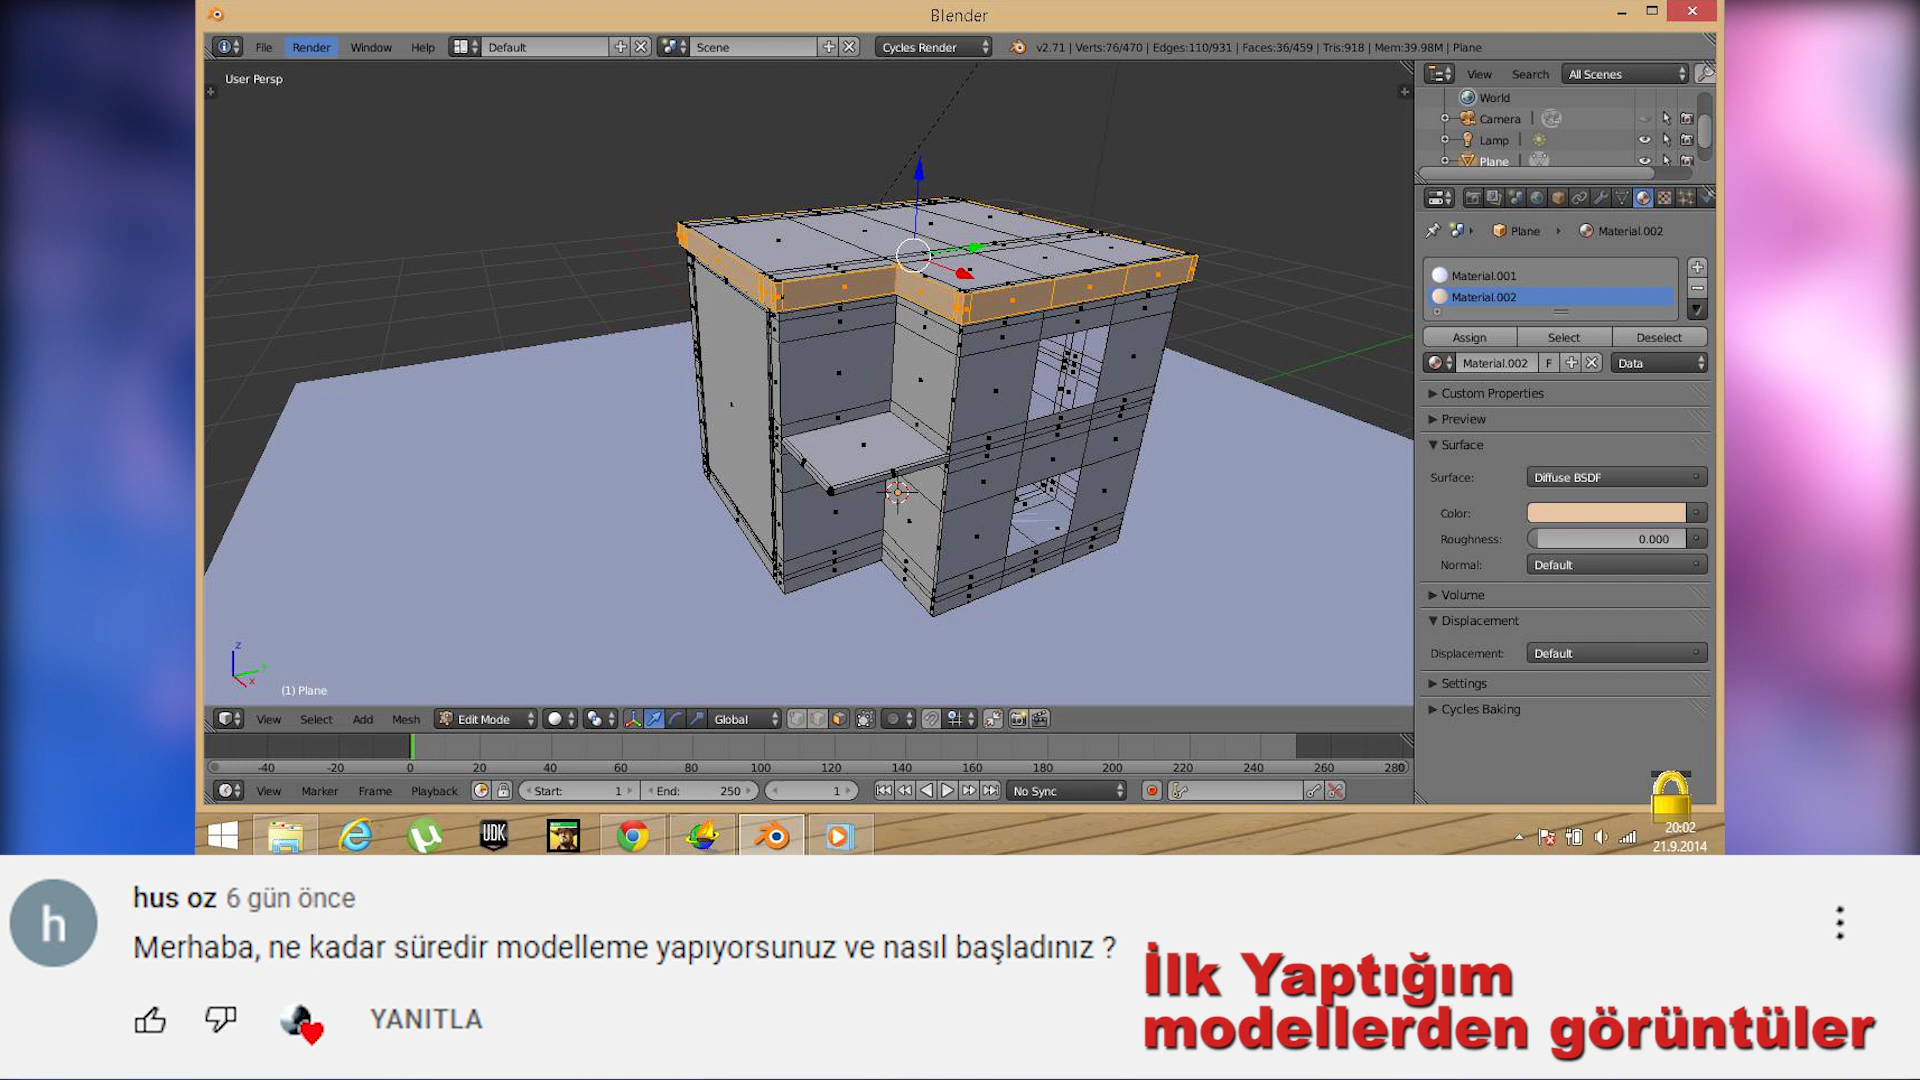 Blender
File Render Window Help Default Scene Cycles Render v2.71 | Verts:76/470 | Edges:110/931 | Faces:36/459 | Tris:918 | Mem:39.98M | Plane
User Persp
View Search All Scenes
World
Camera
Lamp
Plane
Plane Material.002
Material.001
Material.002
Assign Select Deselect
Material.002 F Data
Custom Properties
Preview
Surface
Surface: Diffuse BSDF
Color:
Roughness: 0.000
Normal: Default
Volume
Displacement
Displacement: Default
Settings
Cycles Baking
z
x
(1) Plane
View Select Add Mesh Edit Mode Global
-40 -20 0 20 40 60 80 100 120 140 160 180 200 220 240 260 280
View Marker Frame Playback Start: 1 End: 250 1 No Sync
UDK
20:02
21.9.2014
h
hus oz 6 gün önce
Merhaba, ne kadar süredir modelleme yapıyorsunuz ve nasıl başladınız ?
YANITLA
İlk Yaptığım
modellerden görüntüler